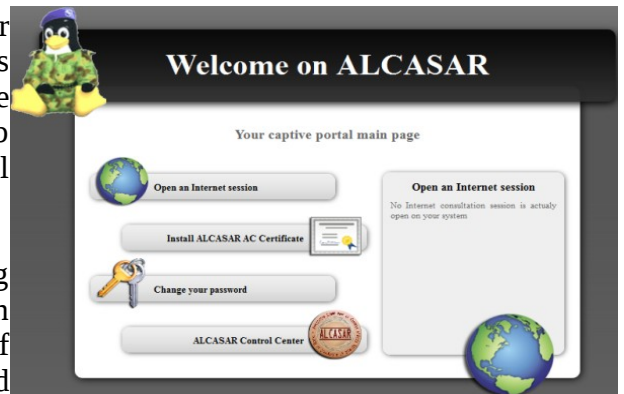 Welcome on ALCASAR
Your captive portal main page
Open an Internet session
Install ALCASAR AC Certificate
Change your password
ALCASAR Control Center
ALCASAR
Open an Internet session
No Internet consultation session is actualy
open on your system